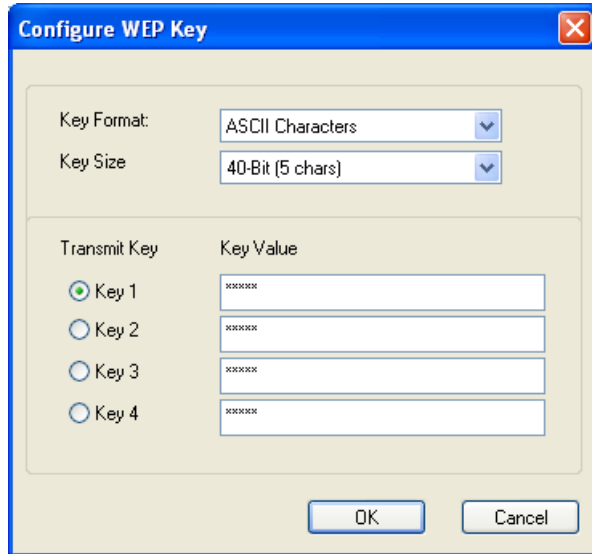 Configure WEP Key
Key Format: ASCII Characters
Key Size 40-Bit (5 chars)
Transmit Key Key Value
Key 1 *****
Key 2 *****
Key 3 *****
Key 4 *****
OK Cancel